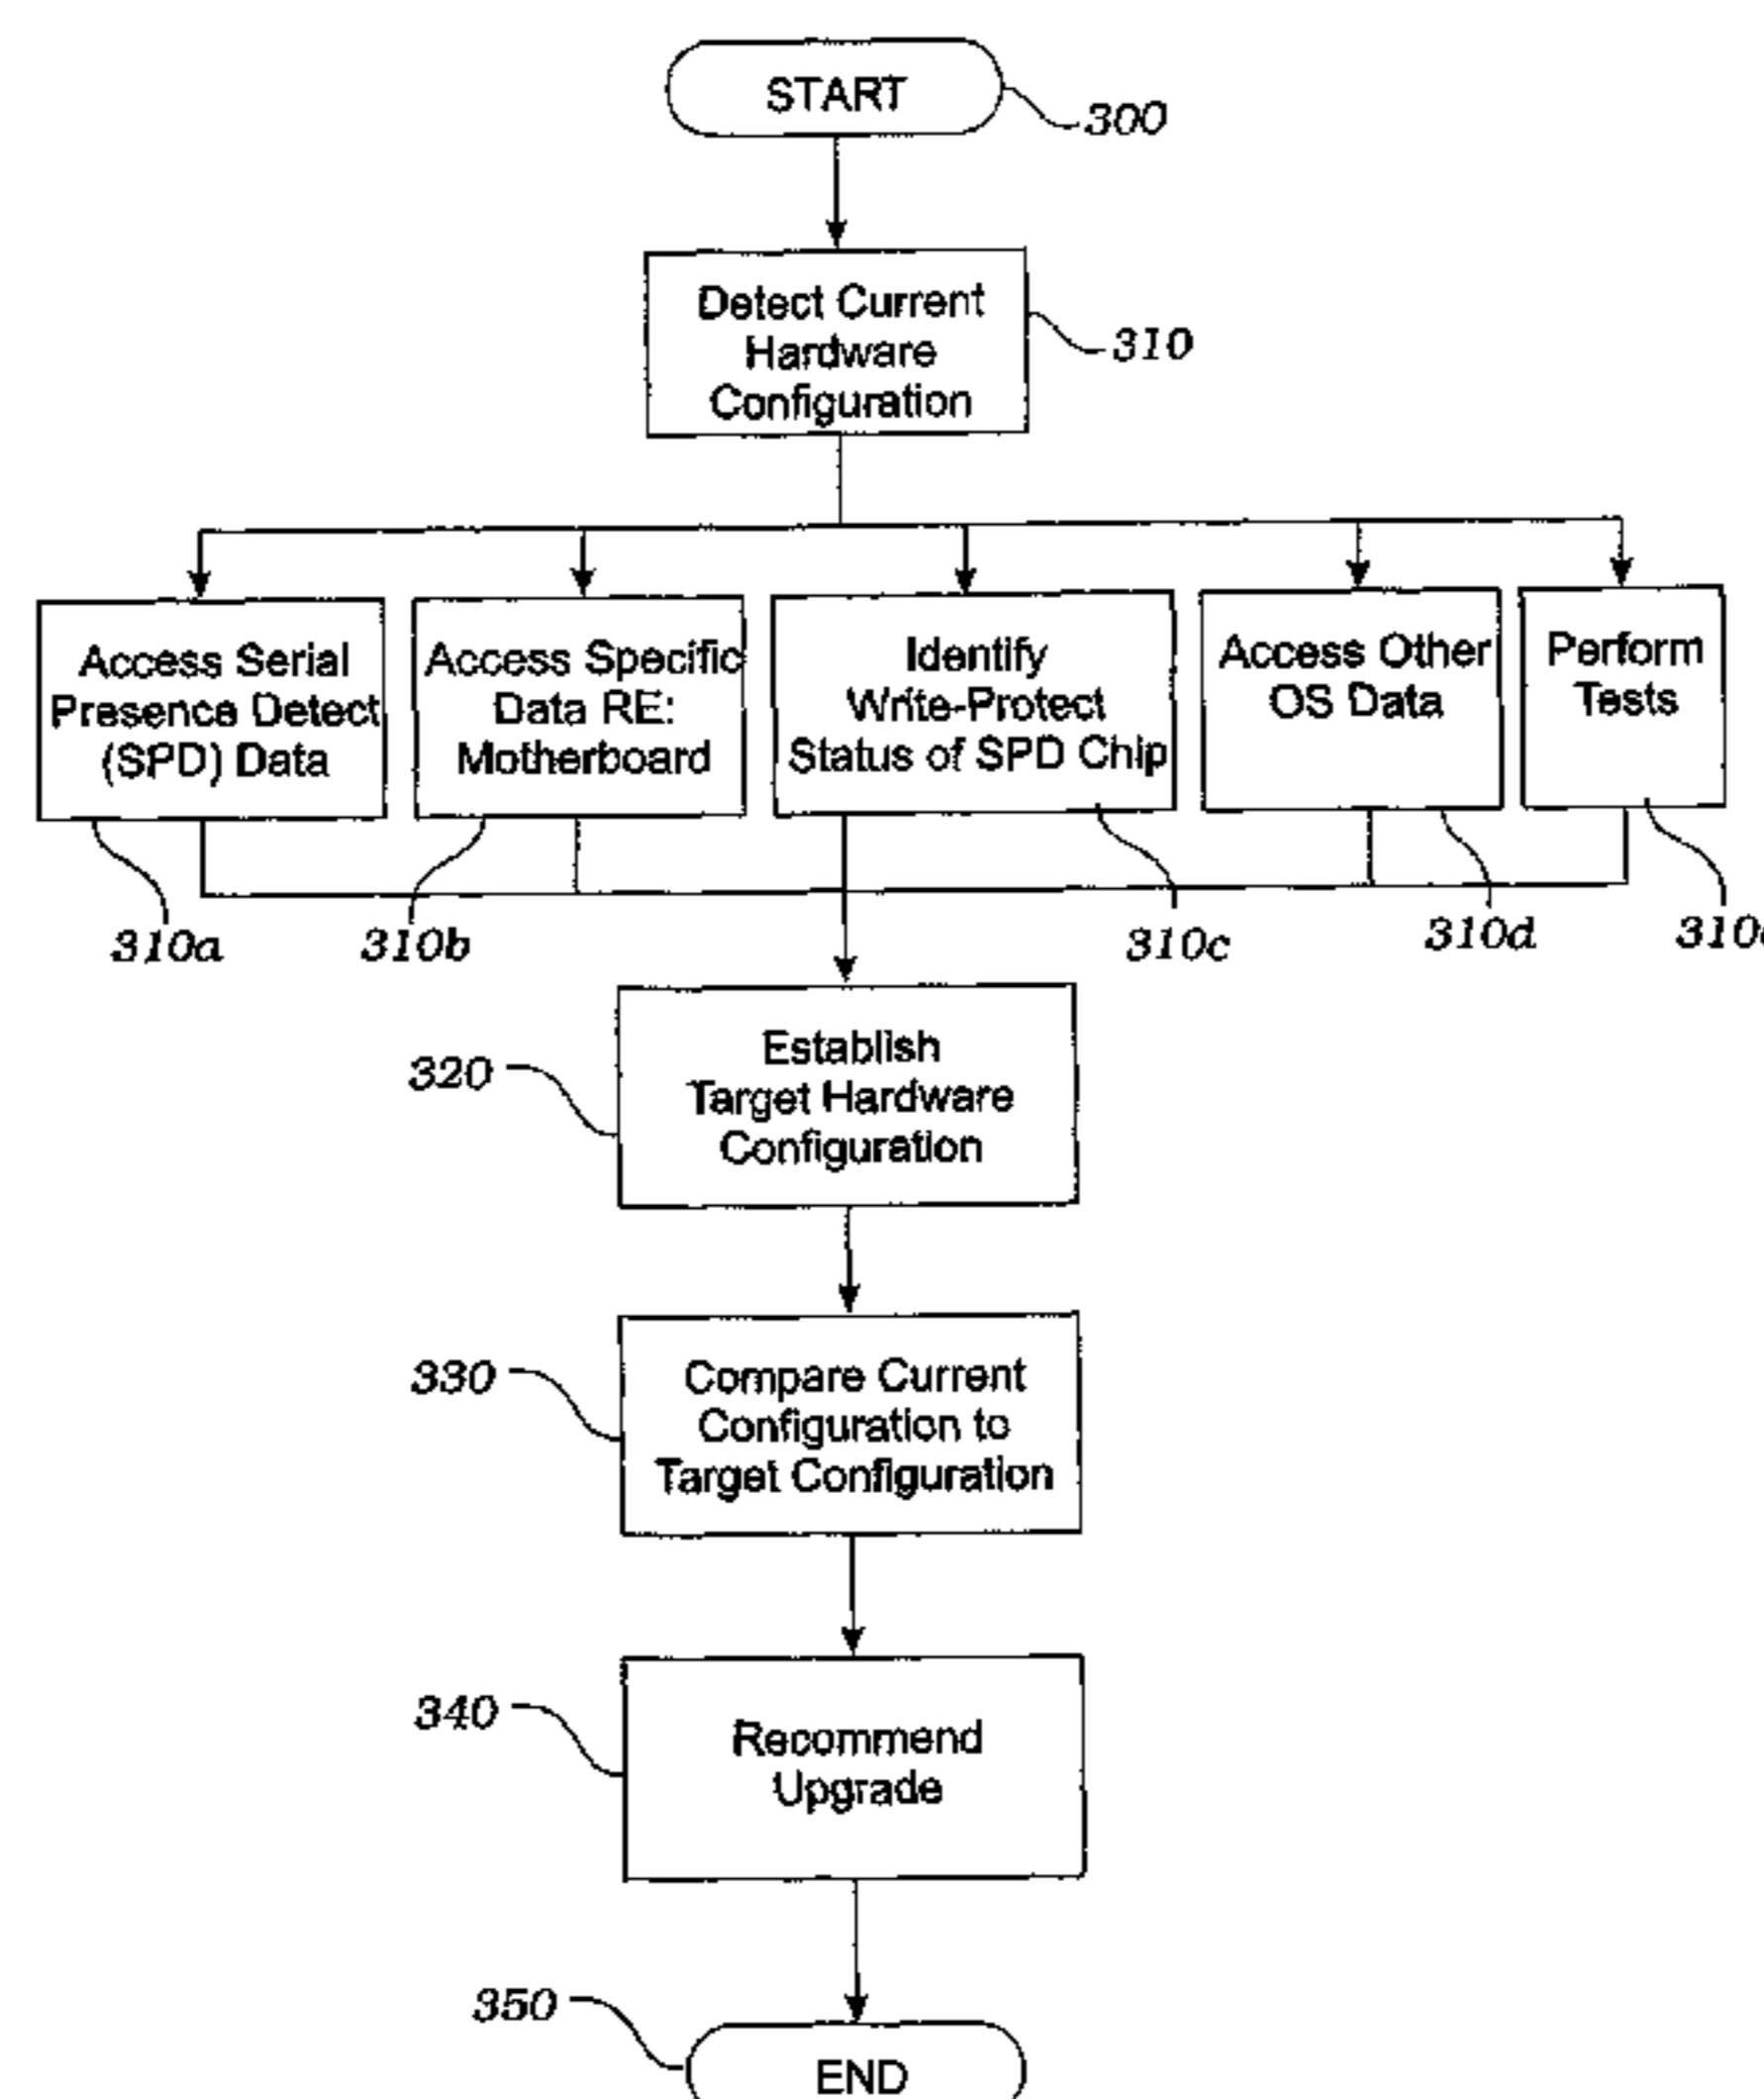 START
300
Detect Current
Hardware
Configuration
310
Access Serial
Presence Detect
(SPD) Data
Access Specific
Data RE:
Motherboard
Identify
Write-Protect
Status of SPD Chip
Access Other
OS Data
Perform
Tests
310a
310b
310c
310d
Establish
Target Hardware
Configuration
320
Compare Current
Configuration to
Target Configuration
330
Recommend
Upgrade
340
350
END